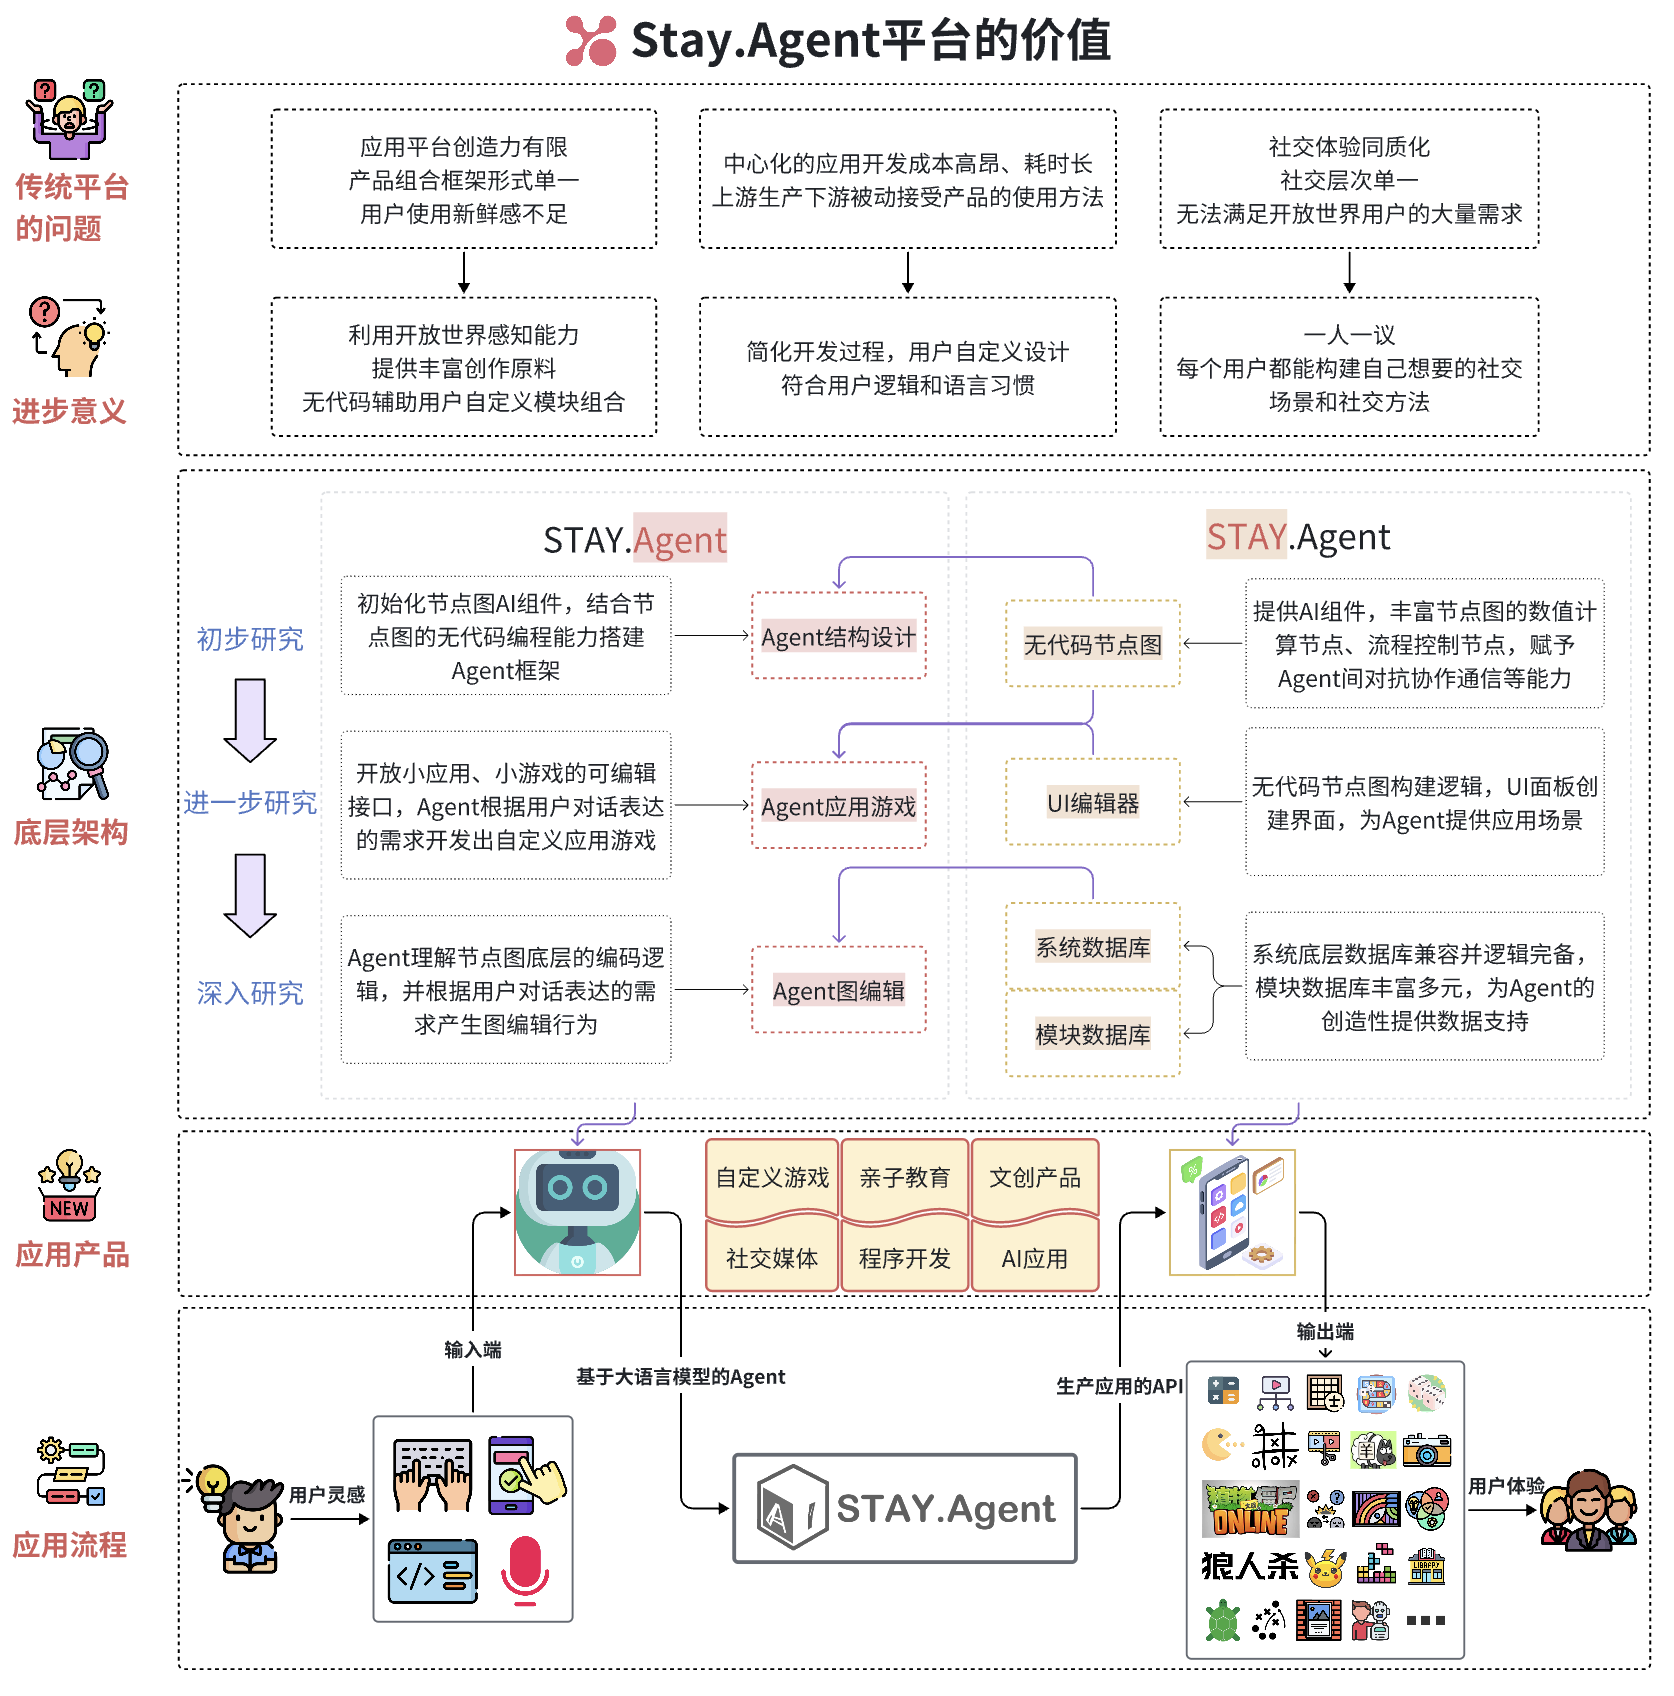 Stay.Agent平台的价值
传统平台
的问题
应用平台创造力有限
产品组合框架形式单一
用户使用新鲜感不足
中心化的应用开发成本高昂、耗时长
上游生产下游被动接受产品的使用方法
社交体验同质化
社交层次单一
无法满足开放世界用户的大量需求
进步意义
利用开放世界感知能力
提供丰富创作原料
无代码辅助用户自定义模块组合
简化开发过程，用户自定义设计
符合用户逻辑和语言习惯
一人一议
每个用户都能构建自己想要的社交
场景和社交方法
底层架构
初步研究
进一步研究
深入研究
STAY.Agent
初始化节点图AI组件，结合节
点图的无代码编程能力搭建
Agent框架
Agent结构设计
开放小应用、小游戏的可编辑
接口，Agent根据用户对话表达
的需求开发出自定义应用游戏
Agent应用游戏
Agent理解节点图底层的编码逻
辑，并根据用户对话表达的需
求产生图编辑行为
Agent图编辑
STAY.Agent
无代码节点图
提供AI组件，丰富节点图的数值计
算节点、流程控制节点，赋予
Agent间对抗协作通信等能力
UI编辑器
无代码节点图构建逻辑，UI面板创
建界面，为Agent提供应用场景
系统数据库
模块数据库
系统底层数据库兼容并逻辑完备，
模块数据库丰富多元，为Agent的
创造性提供数据支持
NEW
应用产品
自定义游戏
亲子教育
文创产品
社交媒体
程序开发
AI应用
应用流程
用户灵感
输入端
基于大语言模型的Agent
STAY.Agent
生产应用的API
输出端
ONLINE
狼人杀
LIBRARY
用户体验